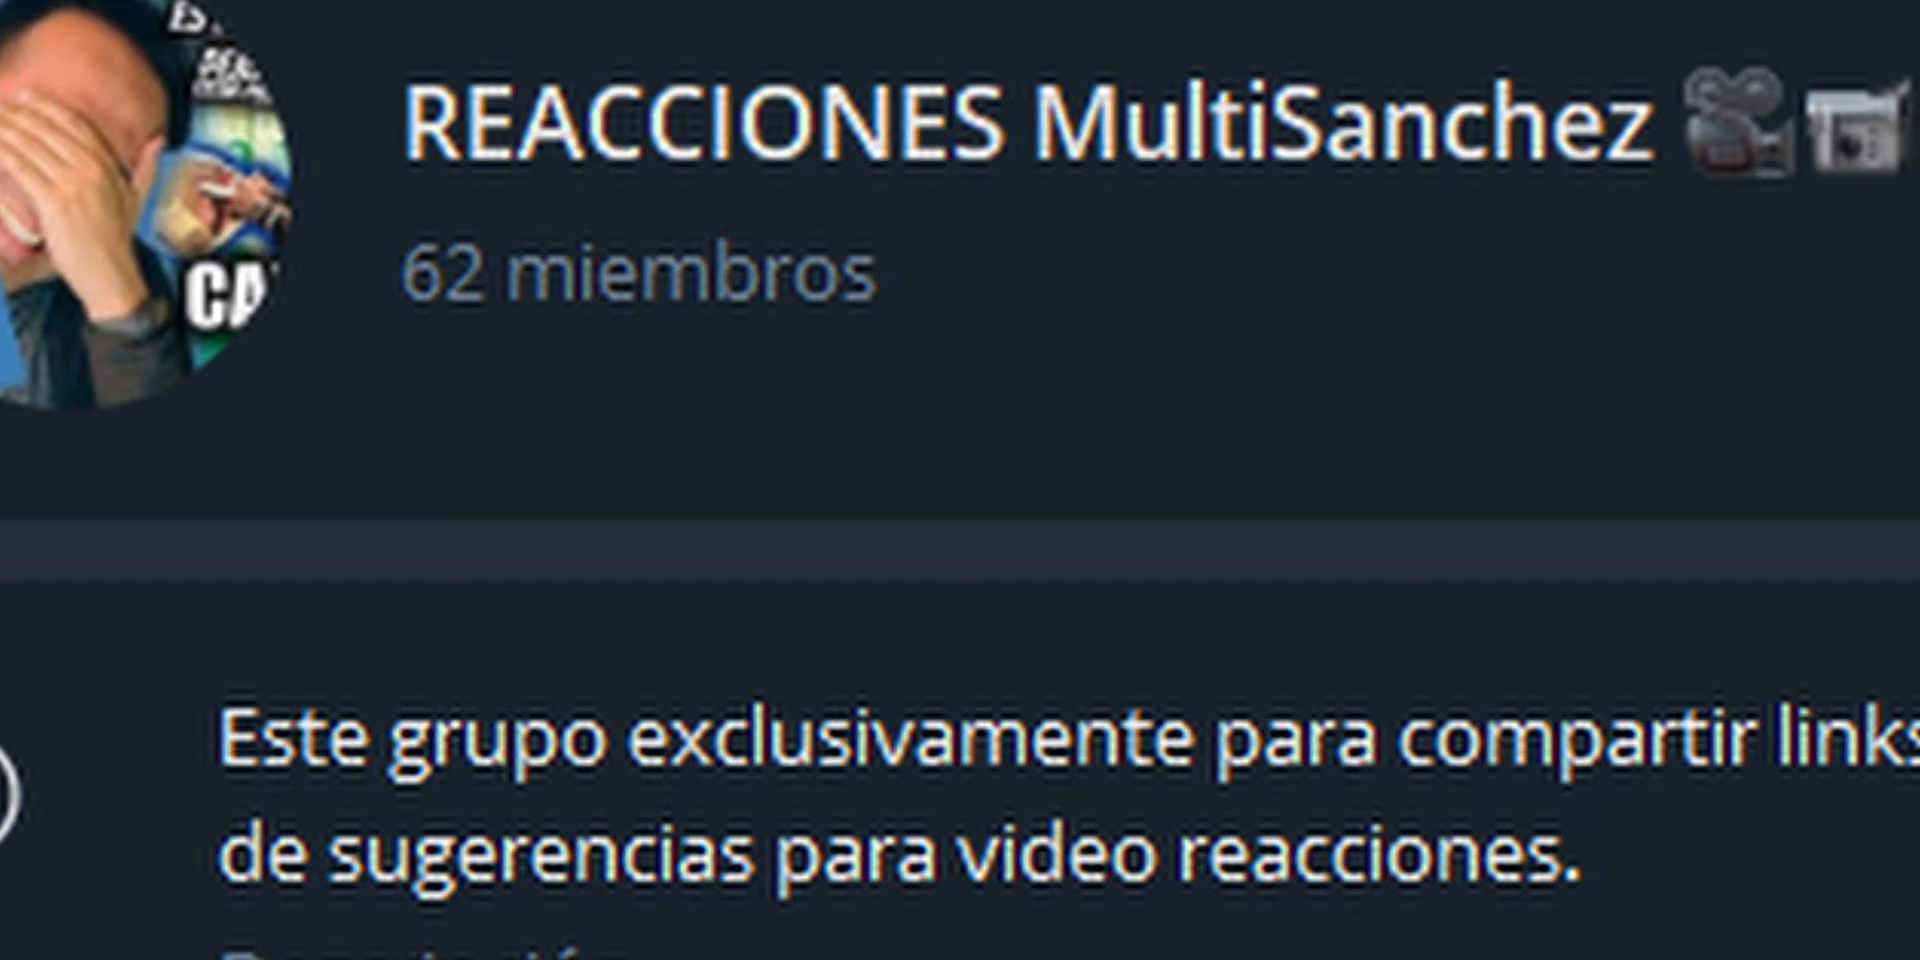 REACCIONES MultiSanchez
62 miembros
Este grupo exclusivamente para compartir links
de sugerencias para video reacciones.